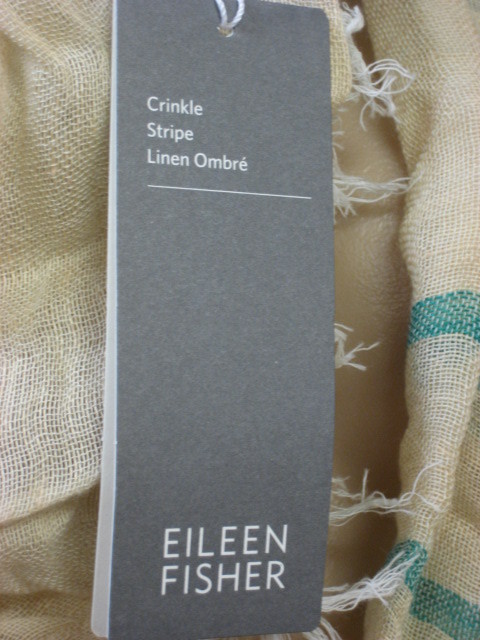 Crinkle
Stripe
Linen Ombré
EILEEN
FISHER